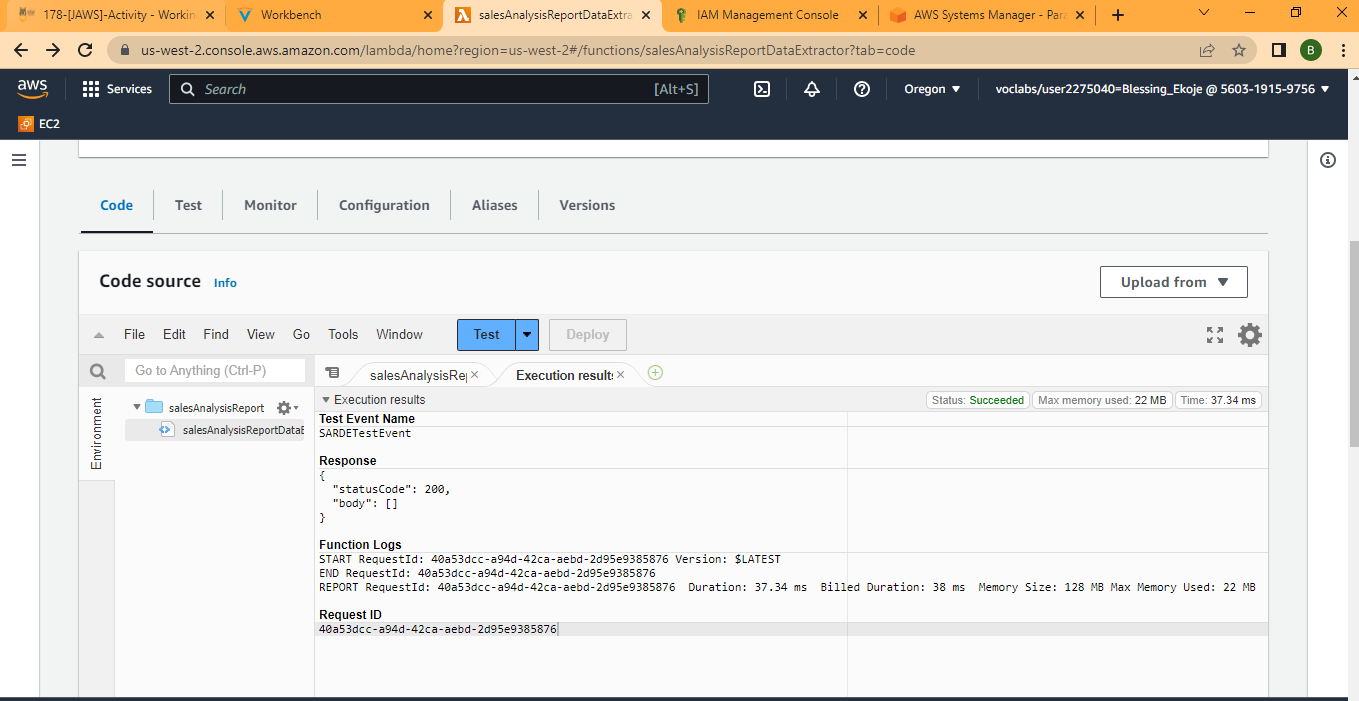 178-[JAWS]-Activity - Workin
Workbench
salesAnalysisReportDataExtra
IAM Management Console
AWS Systems Manager - Par
us-west-2.console.aws.amazon.com/lambda/home?region=us-west-2#/functions/salesAnalysisReportDataExtractor?tab=code
B
aws
Services
Search
[Alt+S]
Oregon
voclabs/user2275040=Blessing_Ekoje @ 5603-1915-9756
EC2
Code
Test
Monitor
Configuration
Aliases
Versions
Code source
Info
Upload from
File
Edit
Find
View
Go
Tools
Window
Test
Deploy
Go to Anything (Ctrl-P)
salesAnalysisRe
Execution result
Environment
salesAnalysisReport
salesAnalysisReportDataE
Execution results
Status: Succeeded
Max memory used: 22 MB
Time: 37.34 ms
Test Event Name
SARDETestEvent
Response
{
"statusCode": 200,
"body": []
}
Function Logs
START RequestId: 40a53dcc-a94d-42ca-aebd-2d95e9385876 Version: $LATEST
END RequestId: 40a53dcc-a94d-42ca-aebd-2d95e9385876
REPORT RequestId: 40a53dcc-a94d-42ca-aebd-2d95e9385876 Duration: 37.34 ms Billed Duration: 38 ms Memory Size: 128 MB Max Memory Used: 22 MB
Request ID
40a53dcc-a94d-42ca-aebd-2d95e9385876